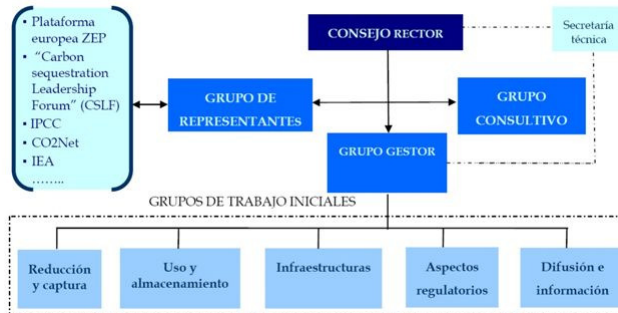 ▪ Plataforma
europea ZEP
▪ "Carbon
sequestration
Leadership
Forum" (CSLF)
▪ IPCC
▪ CO2Net
▪ IEA
........
CONSEJO RECTOR
Secretaría
técnica
GRUPO DE
REPRESENTANTES
GRUPO
CONSULTIVO
GRUPO GESTOR
GRUPOS DE TRABAJO INICIALES
Reducción
y captura
Uso y
almacenamiento
Infraestructuras
Aspectos
regulatorios
Difusión e
información